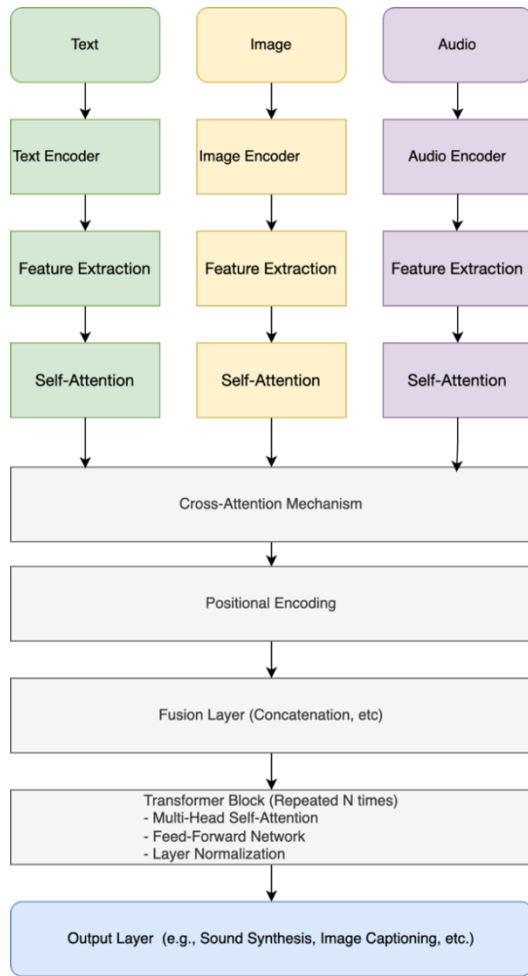 Text
Image
Audio
Text Encoder
Image Encoder
Audio Encoder
Feature Extraction
Feature Extraction
Feature Extraction
Self-Attention
Self-Attention
Self-Attention
Cross-Attention Mechanism
Positional Encoding
Fusion Layer (Concatenation, etc)
Transformer Block (Repeated N times)
- Multi-Head Self-Attention
- Feed-Forward Network
- Layer Normalization
Output Layer  (e.g., Sound Synthesis, Image Captioning, etc.)